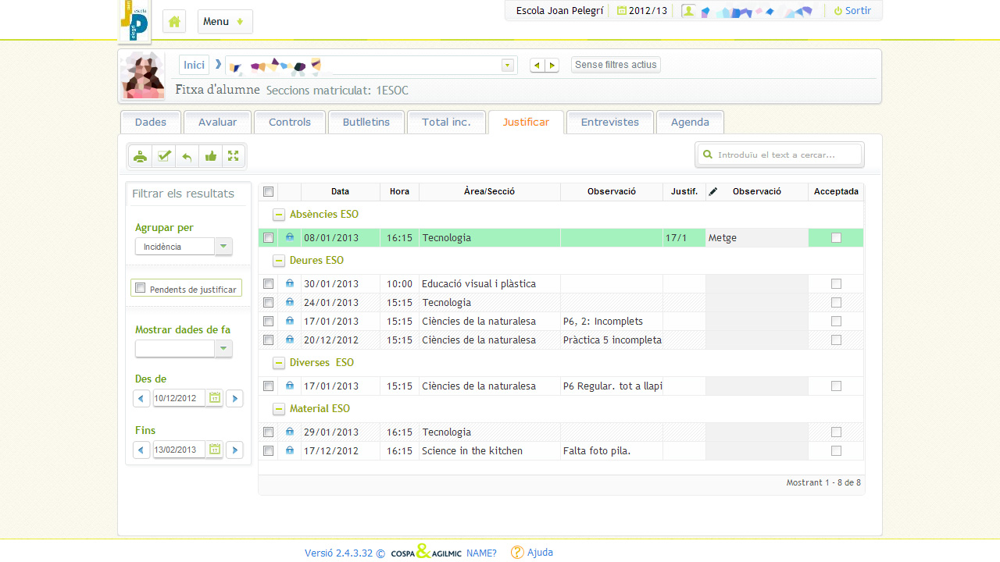 escola
joan
pelegrí
Menu
Escola Joan Pelegrí
2012/13
Sortir
Inici
Sense filtres actius
Fitxa d'alumne Seccions matriculat: 1ESOC
Dades Avaluar Controls Butlletins Total inc. Justificar Entrevistes Agenda
Introduïu el text a cercar...
Filtrar els resultats
Agrupar per
Incidència
Pendents de justificar
Mostrar dades de fa
Des de
10/12/2012 17
Fins
13/02/2013 17
Data Hora Àrea/Secció Observació Justif. Observació Acceptada
Absències ESO
08/01/2013 16:15 Tecnologia 17/1 Metge
Deures ESO
30/01/2013 10:00 Educació visual i plàstica
24/01/2013 15:15 Tecnologia
17/01/2013 15:15 Ciències de la naturalesa P6, 2: Incomplets
20/12/2012 15:15 Ciències de la naturalesa Pràctica 5 incompleta
Diverses ESO
17/01/2013 15:15 Ciències de la naturalesa P6 Regular. tot a llapi
Material ESO
29/01/2013 16:15 Tecnologia
17/12/2012 16:15 Science in the kitchen Falta foto pila.
Mostrant 1 - 8 de 8
Versió 2.4.3.32 © COSPA & AGILMIC NAME? Ajuda